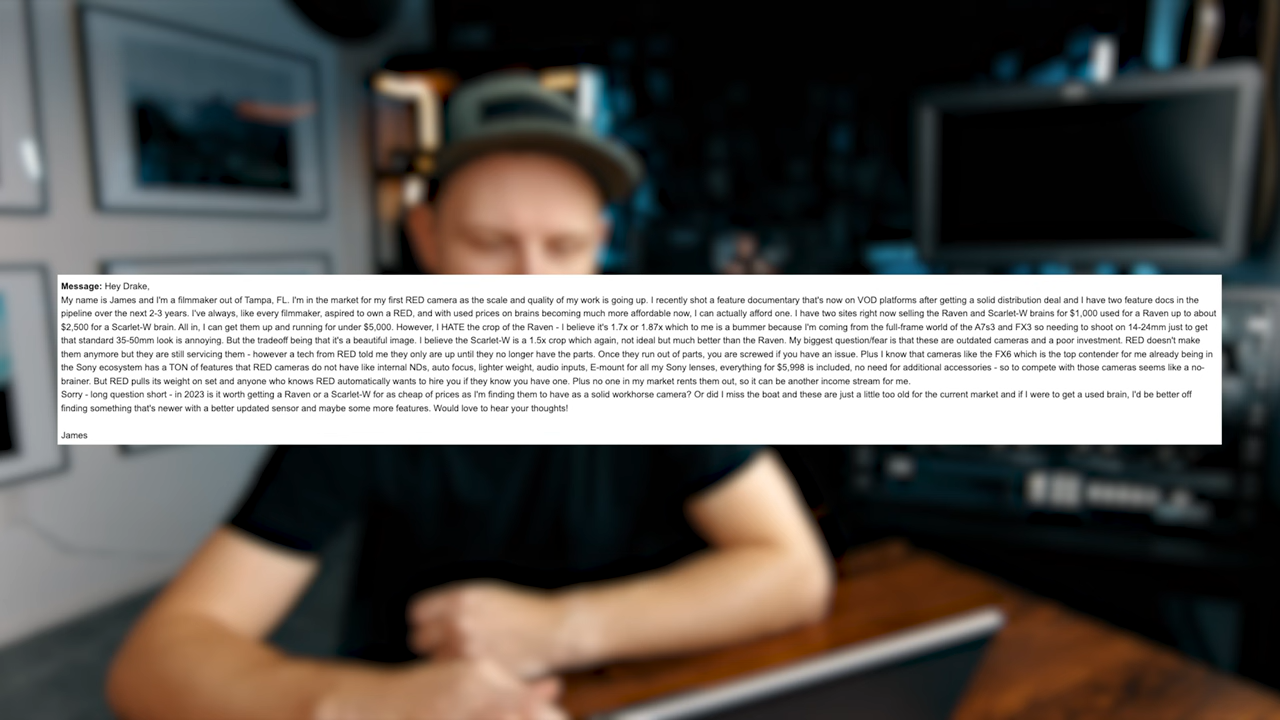 Message: Hey Drake,
My name is James and I'm a filmmaker out of Tampa, FL. I'm in the market for my first RED camera as the scale and quality of my work is going up. I recently shot a feature documentary that's now on VOD platforms after getting a solid distribution deal and I have two feature docs in the
pipeline over the next 2-3 years. I've always, like every filmmaker, aspired to own a RED, and with used prices on brains becoming much more affordable now, I can actually afford one. I have two sites right now selling the Raven and Scarlet-W brains for $1,000 used for a Raven up to about
$2,500 for a Scarlet-W brain. All in, I can get them up and running for under $5,000. However, I HATE the crop of the Raven - I believe it's 1.7x or 1.87x which to me is a bummer because I'm coming from the full-frame world of the A7s3 and FX3 so needing to shoot on 14-24mm just to get
that standard 35-50mm look is annoying. But the tradeoff being that it's a beautiful image. I believe the Scarlet-W is a 1.5x crop which again, not ideal but much better than the Raven. My biggest question/fear is that these are outdated cameras and a poor investment. RED doesn't make
them anymore but they are still servicing them - however a tech from RED told me they only are up until they no longer have the parts. Once they run out of parts, you are screwed if you have an issue. Plus I know that cameras like the FX6 which is the top contender for me already being in
the Sony ecosystem has a TON of features that RED cameras do not have like internal NDs, auto focus, lighter weight, audio inputs, E-mount for all my Sony lenses, everything for $5,998 is included, no need for additional accessories - so to compete with those cameras seems like a no-
brainer. But RED pulls its weight on set and anyone who knows RED automatically wants to hire you if they know you have one. Plus no one in my market rents them out, so it can be another income stream for me.
Sorry - long question short - in 2023 is it worth getting a Raven or a Scarlet-W for as cheap of prices as I'm finding them to have as a solid workhorse camera? Or did I miss the boat and these are just a little too old for the current market and if I were to get a used brain, I'd be better off
finding something that's newer with a better updated sensor and maybe some more features. Would love to hear your thoughts!
James